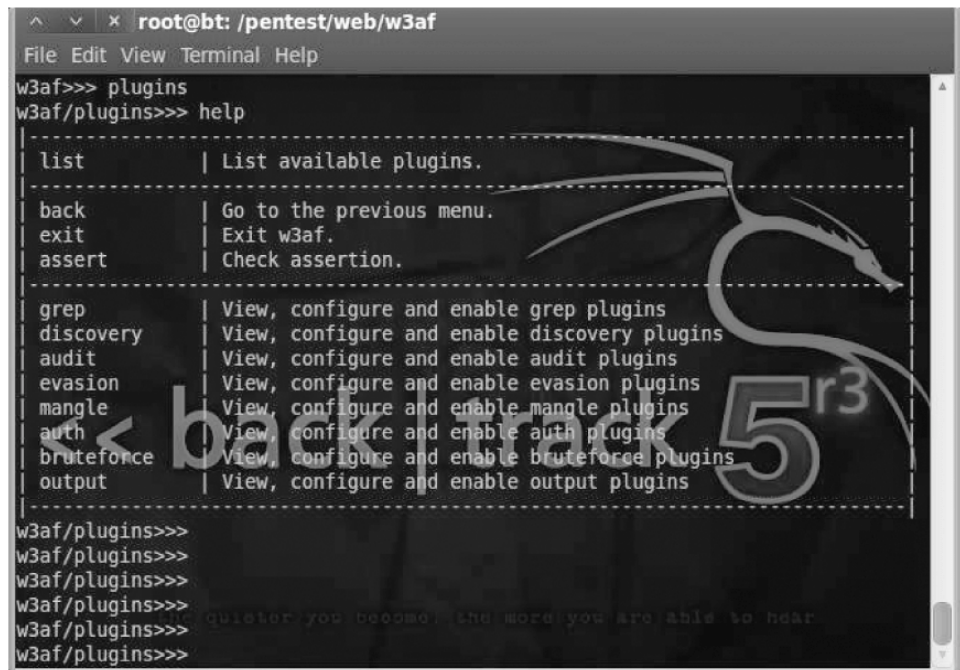 root@bt: /pentest/web/w3af
File Edit View Terminal Help
w3af>>> plugins
w3af/plugins>>> help
|-----------------------------------------------------------------------------|
| list | List available plugins. |
|-----------------------------------------------------------------------------|
| back | Go to the previous menu. |
| exit | Exit w3af. |
| assert | Check assertion. |
|-----------------------------------------------------------------------------|
| grep | View, configure and enable grep plugins |
| discovery | View, configure and enable discovery plugins |
| audit | View, configure and enable audit plugins |
| evasion | View, configure and enable evasion plugins |
| mangle | View, configure and enable mangle plugins |
| auth | View, configure and enable auth plugins |
| bruteforce | View, configure and enable bruteforce plugins |
| output | View, configure and enable output plugins |
|-----------------------------------------------------------------------------|
w3af/plugins>>>
w3af/plugins>>>
w3af/plugins>>>
w3af/plugins>>>
w3af/plugins>>>
w3af/plugins>>>
<< back | track 5 r3
the quieter you become, the more you are able to hear